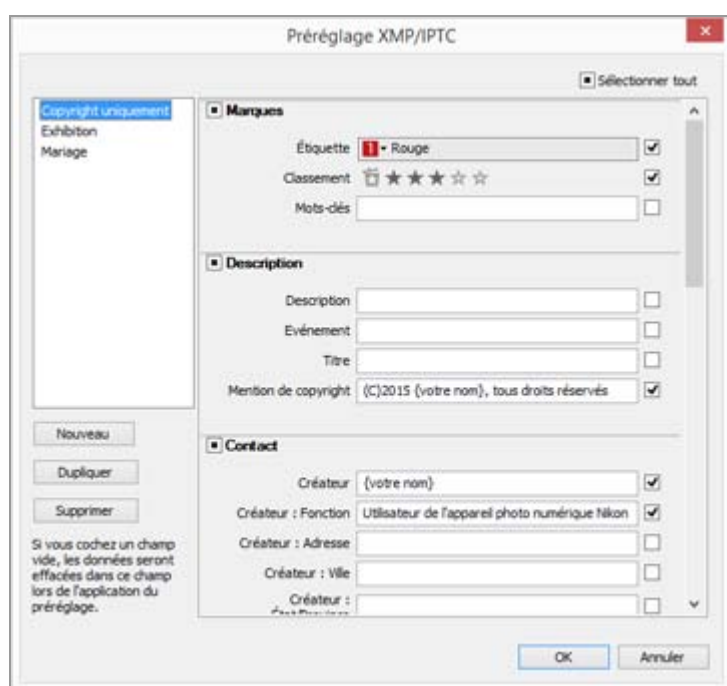 Préréglage XMP/IPTC
Sélectionner tout
Copyright uniquement
Exhibition
Mariage
Nouveau
Dupliquer
Supprimer
Si vous cochez un champ
vide, les données seront
effacées dans ce champ
lors de l'application du
préréglage.
Marques
Étiquette 1 Rouge
Classement
Mots-clés
Description
Description
Evénement
Titre
Mention de copyright (C)2015 {votre nom}, tous droits réservés
Contact
Créateur {votre nom}
Créateur : Fonction Utilisateur de l'appareil photo numérique Nikon
Créateur : Adresse
Créateur : Ville
Créateur :
OK Annuler